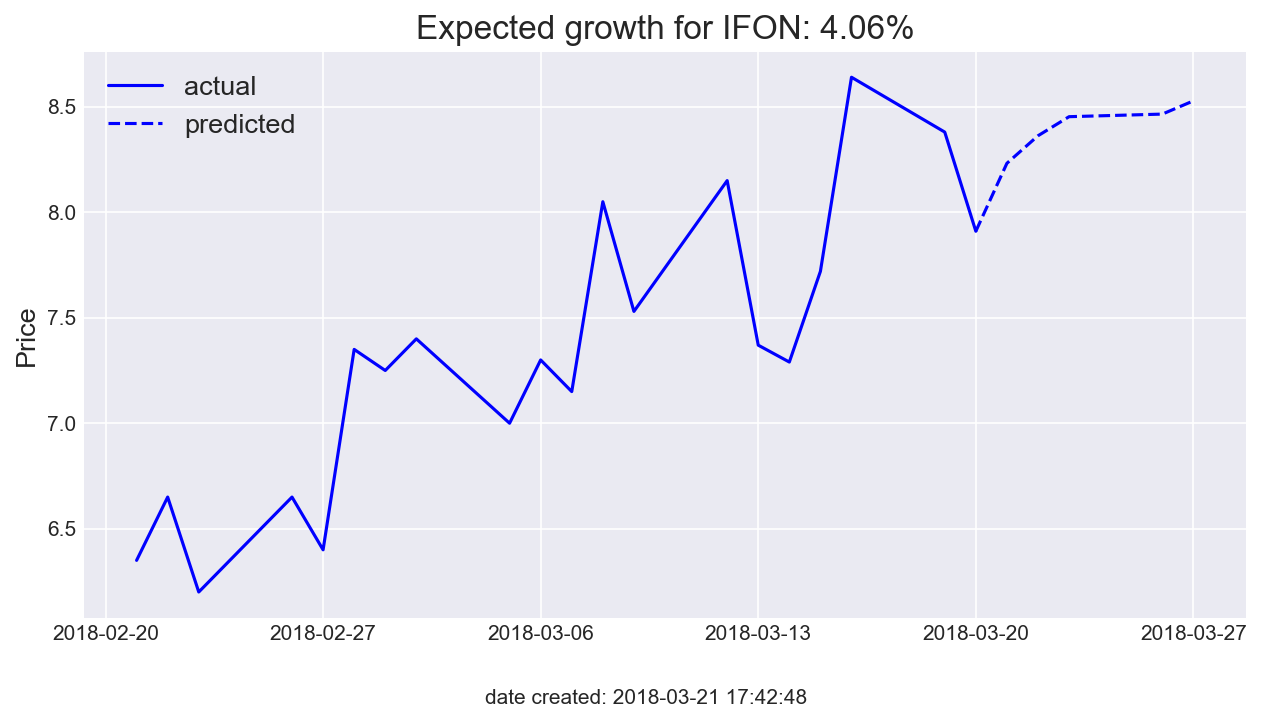 Expected growth for IFON: 4.06%
actual
predicted
Price
8.5
8.0
7.5
7.0
6.5
2018-02-20
2018-02-27
2018-03-06
2018-03-13
2018-03-20
2018-03-27
date created: 2018-03-21 17:42:48